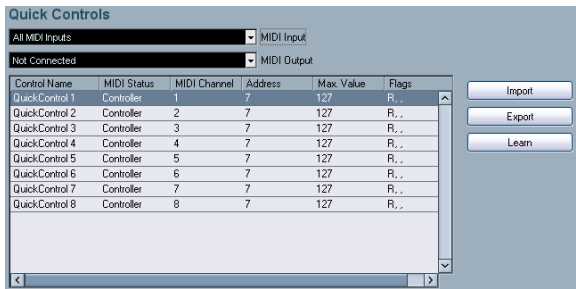 Quick Controls
All MIDI Inputs MIDI Input
Not Connected MIDI Output
Control Name MIDI Status MIDI Channel Address Max. Value Flags
QuickControl 1 Controller 1 7 127 R, ,
QuickControl 2 Controller 2 7 127 R, ,
QuickControl 3 Controller 3 7 127 R, ,
QuickControl 4 Controller 4 7 127 R, ,
QuickControl 5 Controller 5 7 127 R, ,
QuickControl 6 Controller 6 7 127 R, ,
QuickControl 7 Controller 7 7 127 R, ,
QuickControl 8 Controller 8 7 127 R, ,
Import
Export
Learn